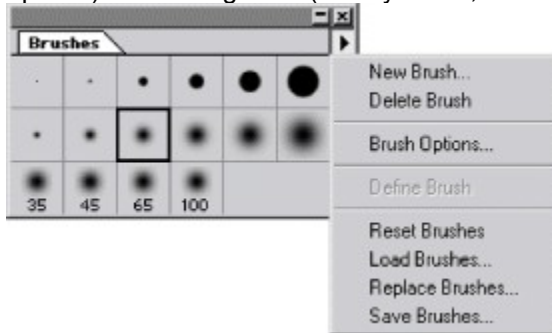 Brushes
35 45 65 100
New Brush...
Delete Brush
Brush Options...
Define Brush
Reset Brushes
Load Brushes...
Replace Brushes...
Save Brushes...